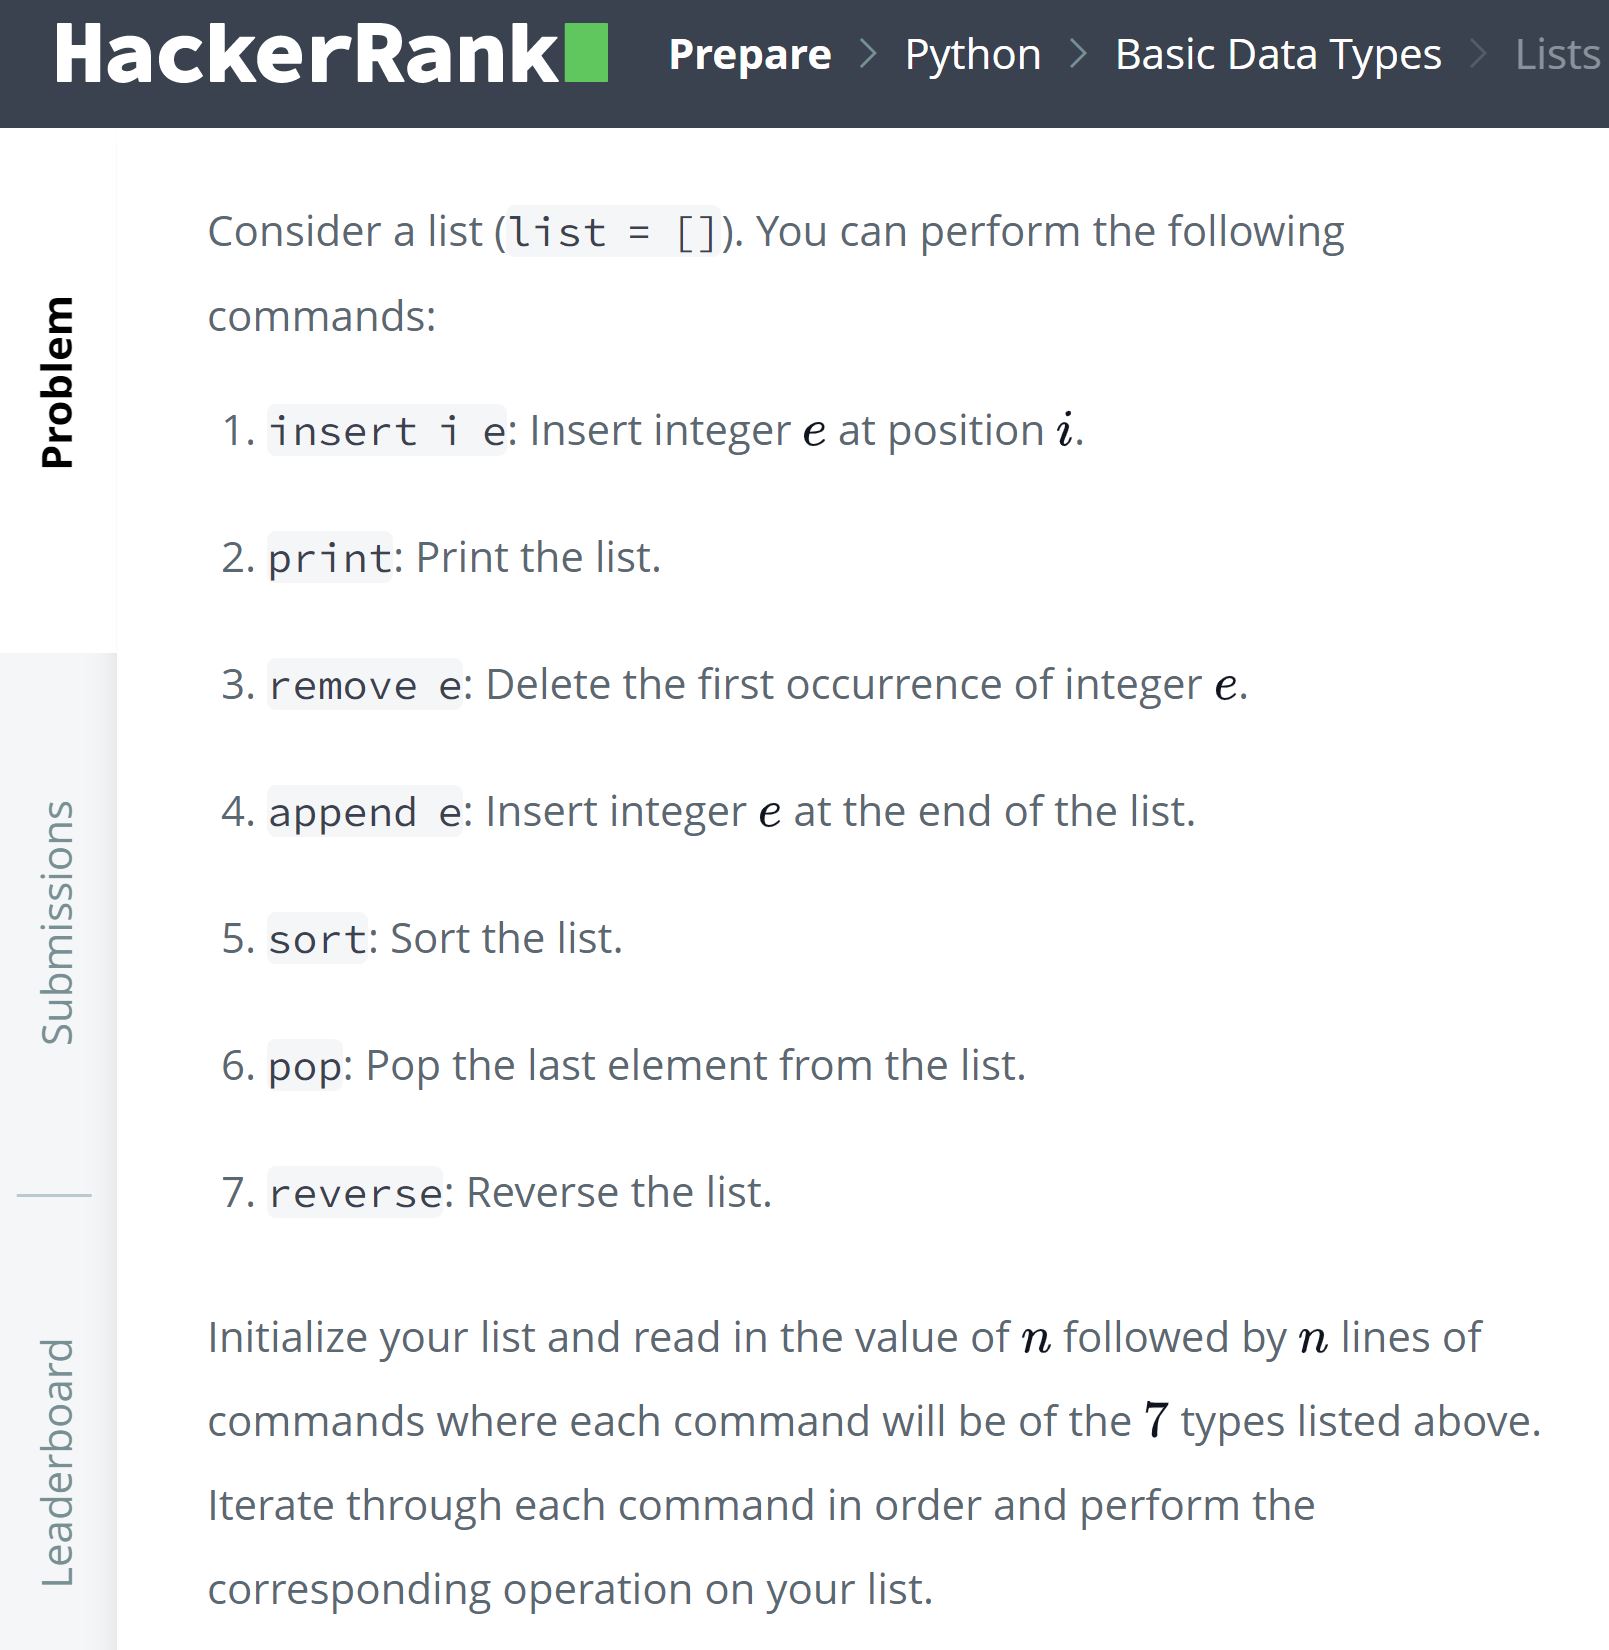 HackerRank Prepare > Python > Basic Data Types > Lists
Problem
Submissions
Leaderboard
Consider a list (list = []). You can perform the following
commands:
1. insert i e: Insert integer e at position i.
2. print: Print the list.
3. remove e: Delete the first occurrence of integer e.
4. append e: Insert integer e at the end of the list.
5. sort: Sort the list.
6. pop: Pop the last element from the list.
7. reverse: Reverse the list.
Initialize your list and read in the value of n followed by n lines of
commands where each command will be of the 7 types listed above.
Iterate through each command in order and perform the
corresponding operation on your list.